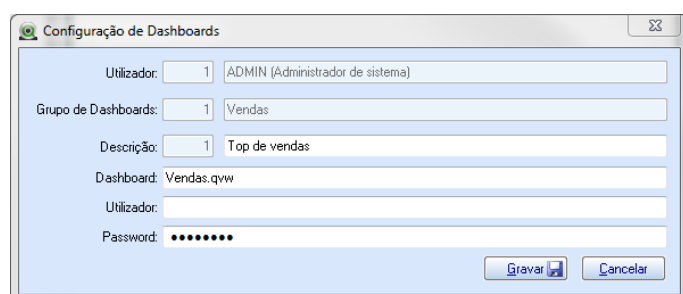 Configuração de Dashboards
Utilizador: 1 ADMIN (Administrador de sistema)
Grupo de Dashboards: 1 Vendas
Descrição: 1 Top de vendas
Dashboard: Vendas.qvw
Utilizador:
Password: ••••••••
Gravar Cancelar